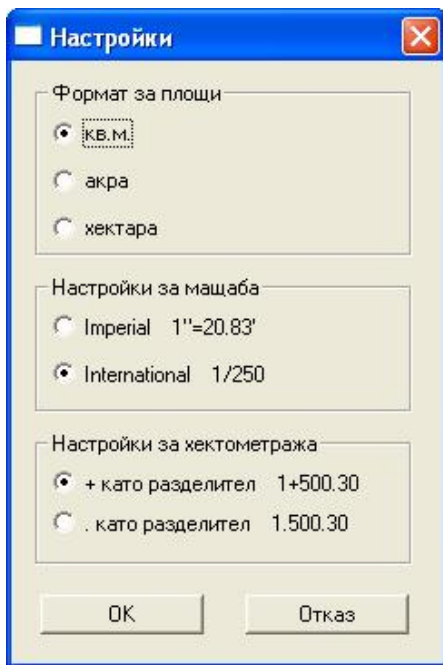 Настройки
Формат за площи
кв.м.
акра
хектара
Настройки за мащаба
Imperial 1"=20.83'
International 1/250
Настройки за хектометража
+ като разделител 1+500.30
. като разделител 1.500.30
OK Отказ